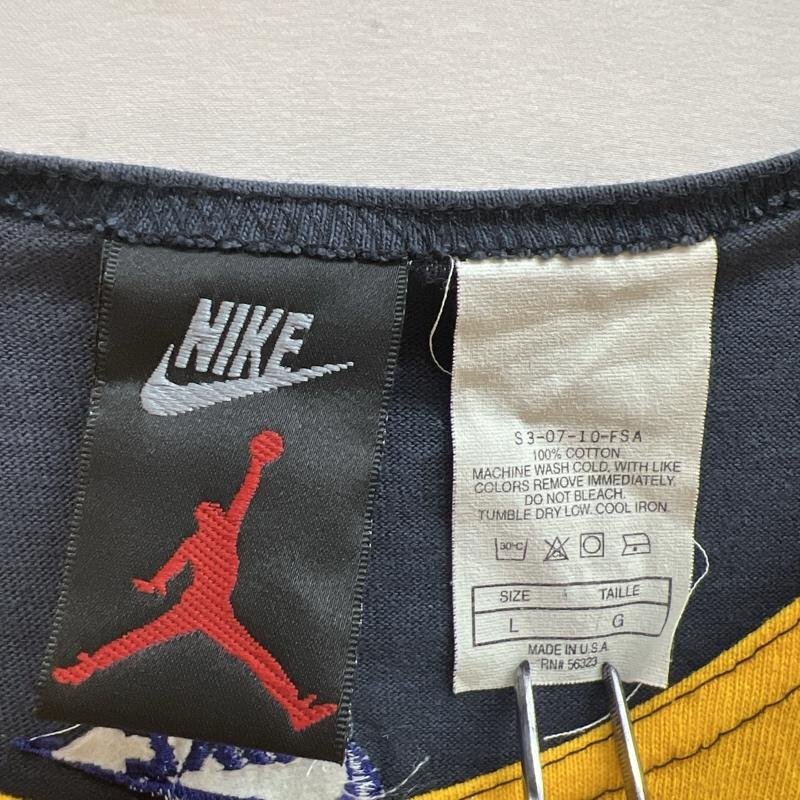 NIKE
S3-07-10-FSA
100% COTTON
MACHINE WASH COLD, WITH LIKE
COLORS REMOVE IMMEDIATELY.
DO NOT BLEACH.
TUMBLE DRY LOW. COOL IRON.
30°C
SIZE TAILLE
L G
MADE IN U.S.A.
RN# 56323